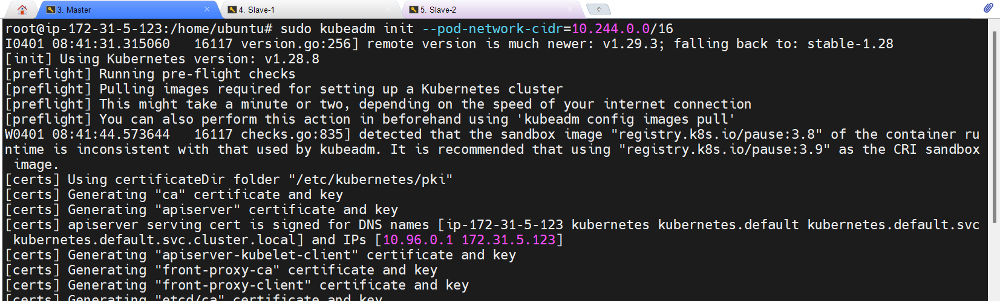 3. Master
4. Slave-1
5. Slave-2
root@ip-172-31-5-123:/home/ubuntu# sudo kubeadm init --pod-network-cidr=10.244.0.0/16
I0401 08:41:31.315060   16117 version.go:256] remote version is much newer: v1.29.3; falling back to: stable-1.28
[init] Using Kubernetes version: v1.28.8
[preflight] Running pre-flight checks
[preflight] Pulling images required for setting up a Kubernetes cluster
[preflight] This might take a minute or two, depending on the speed of your internet connection
[preflight] You can also perform this action in beforehand using 'kubeadm config images pull'
W0401 08:41:44.573644   16117 checks.go:835] detected that the sandbox image "registry.k8s.io/pause:3.8" of the container ru
ntime is inconsistent with that used by kubeadm. It is recommended that using "registry.k8s.io/pause:3.9" as the CRI sandbox
 image.
[certs] Using certificateDir folder "/etc/kubernetes/pki"
[certs] Generating "ca" certificate and key
[certs] Generating "apiserver" certificate and key
[certs] apiserver serving cert is signed for DNS names [ip-172-31-5-123 kubernetes kubernetes.default kubernetes.default.svc
 kubernetes.default.svc.cluster.local] and IPs [10.96.0.1 172.31.5.123]
[certs] Generating "apiserver-kubelet-client" certificate and key
[certs] Generating "front-proxy-ca" certificate and key
[certs] Generating "front-proxy-client" certificate and key
[certs] Generating "etcd/ca" certificate and key